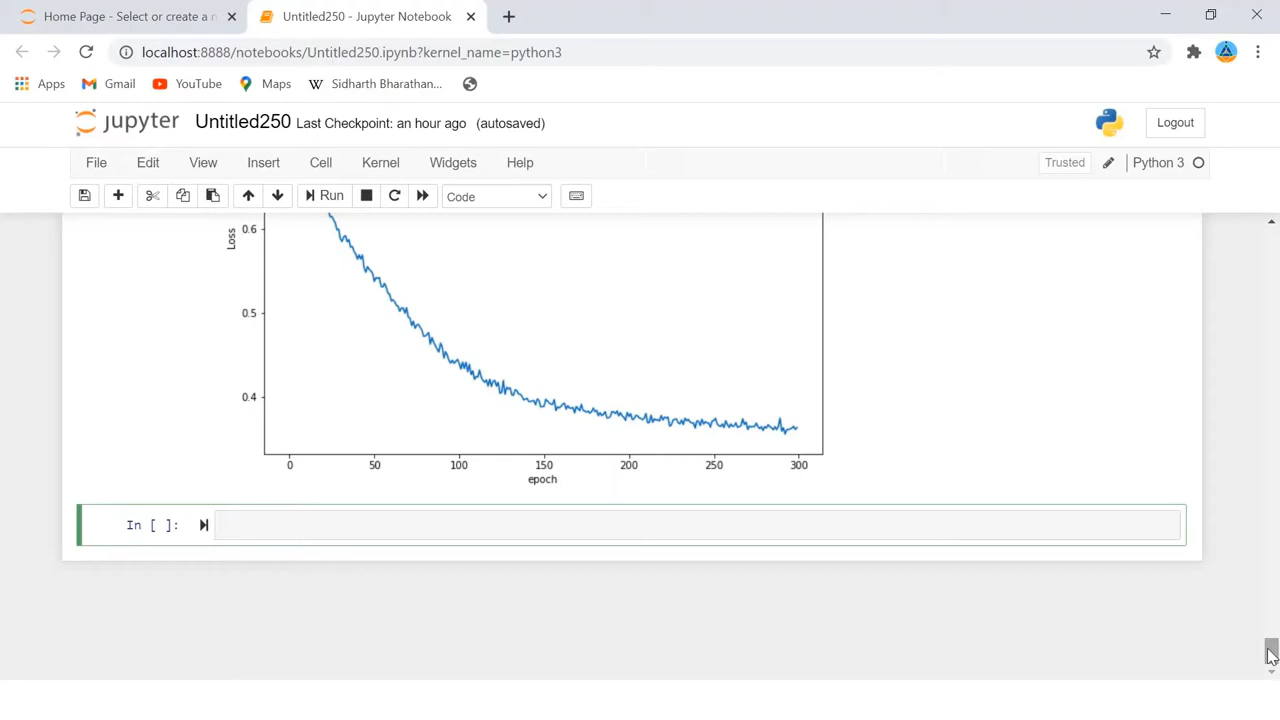 Home Page - Select or create a n
Untitled250 - Jupyter Notebook
localhost:8888/notebooks/Untitled250.ipynb?kernel_name=python3
Apps Gmail YouTube Maps Sidharth Bharathan...
jupyter Untitled250 Last Checkpoint: an hour ago (autosaved) Logout
File Edit View Insert Cell Kernel Widgets Help Trusted Python 3
Run Code
0.6
Loss
0.5
0.4
0 50 100 150 200 250 300
epoch
In [ ]: